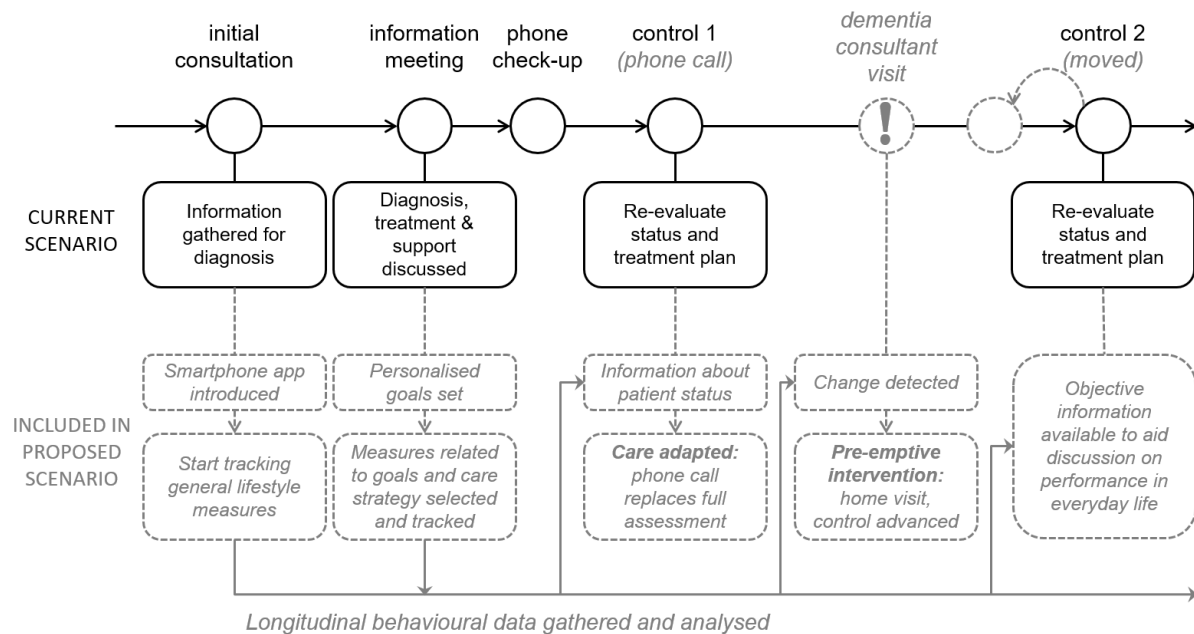 initial
consultation
information
meeting
phone
check-up
control 1
(phone call)
dementia
consultant
visit
control 2
(moved)
!
CURRENT
SCENARIO
Information
gathered for
diagnosis
Diagnosis,
treatment &
support
discussed
Re-evaluate
status and
treatment plan
Re-evaluate
status and
treatment plan
INCLUDED IN
PROPOSED
SCENARIO
Smartphone app
introduced
Personalised
goals set
Information about
patient status
Change detected
Start tracking
general lifestyle
measures
Measures related
to goals and care
strategy selected
and tracked
Care adapted:
phone call
replaces full
assessment
Pre-emptive
intervention:
home visit,
control advanced
Objective
information
available to aid
discussion on
performance in
everyday life
Longitudinal behavioural data gathered and analysed